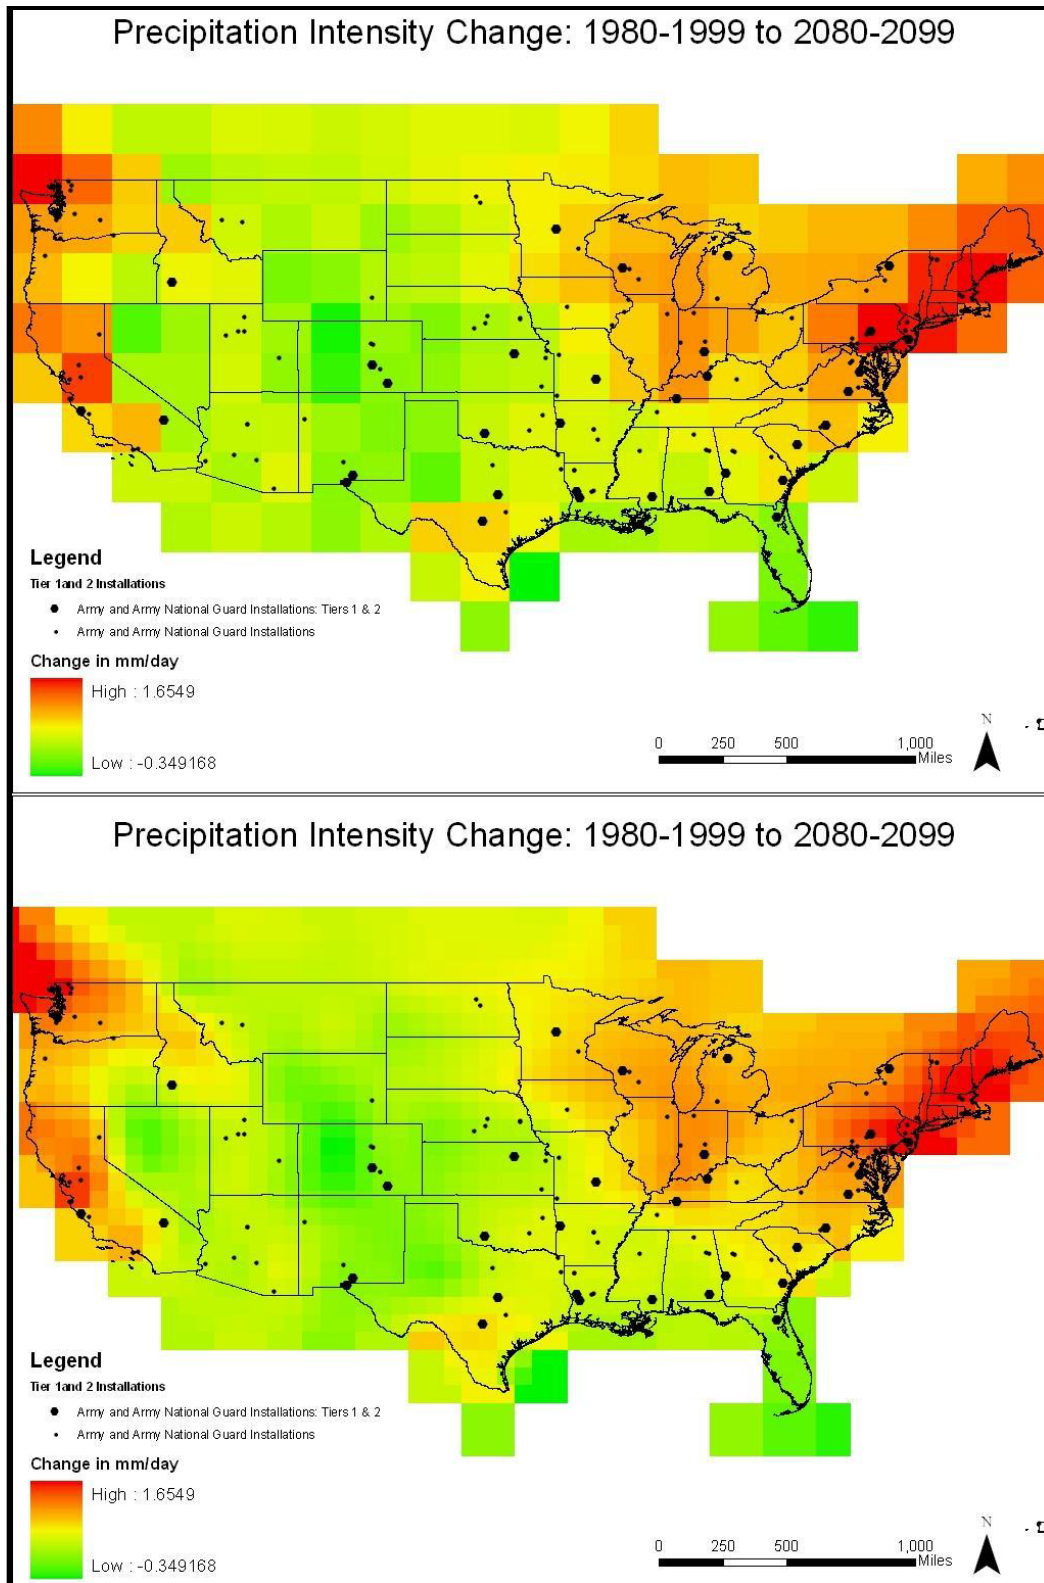 Precipitation Intensity Change: 1980-1999 to 2080-2099
Legend
Tier 1and 2 Installations
Army and Army National Guard Installations: Tiers 1 & 2
Army and Army National Guard Installations
Change in mm/day
High : 1.6549
Low : -0.349168
N
0 250 500 1,000
Miles
Precipitation Intensity Change: 1980-1999 to 2080-2099
Legend
Tier 1and 2 Installations
Army and Army National Guard Installations: Tiers 1 & 2
Army and Army National Guard Installations
Change in mm/day
High : 1.6549
Low : -0.349168
N
0 250 500 1,000
Miles